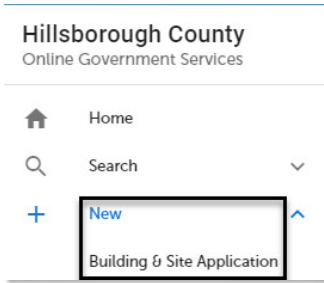 Hillsborough County
Online Government Services
Home
Search
New
Building & Site Application